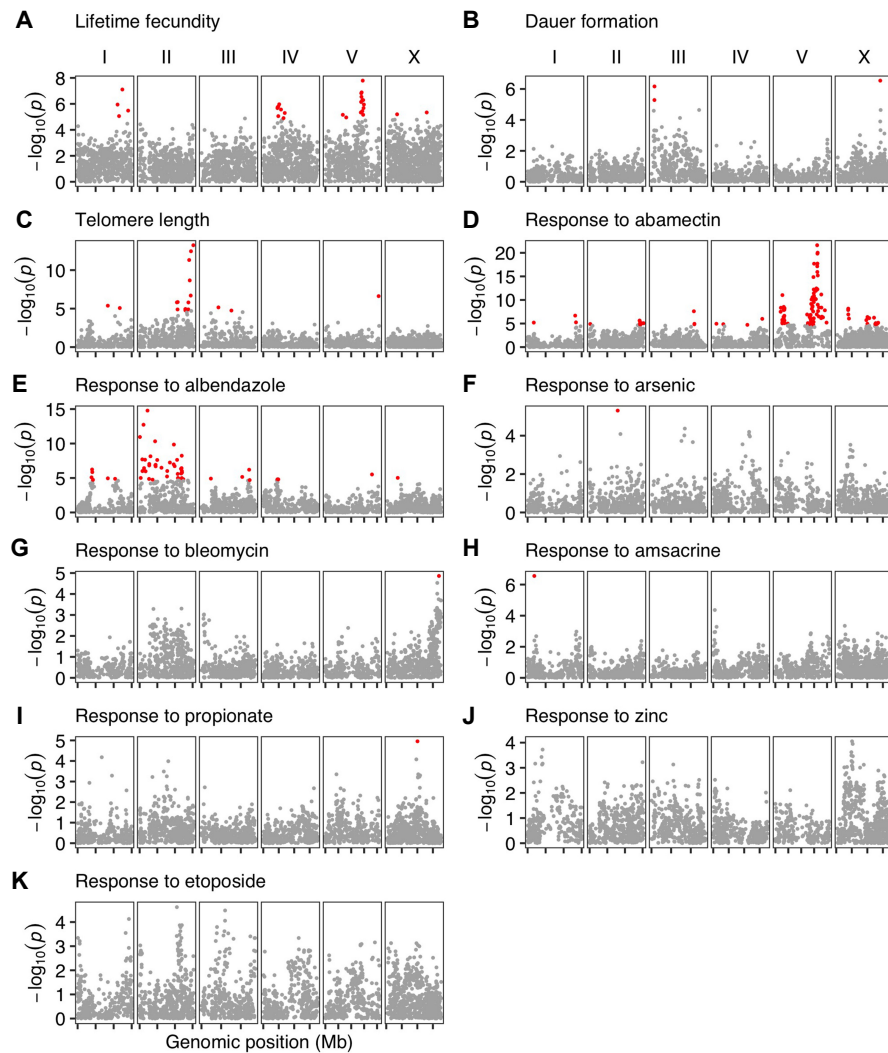 A Lifetime fecundity
I II III IV V X
8
6
4
2
0
− log10(p)
B Dauer formation
I II III IV V X
6
4
2
0
− log10(p)
C Telomere length
10
5
0
− log10(p)
D Response to abamectin
20
15
10
5
0
− log10(p)
E Response to albendazole
15
10
5
0
− log10(p)
F Response to arsenic
4
2
0
− log10(p)
G Response to bleomycin
5
4
3
2
1
0
− log10(p)
H Response to amsacrine
6
4
2
0
− log10(p)
I Response to propionate
5
4
3
2
1
0
− log10(p)
J Response to zinc
4
3
2
1
0
− log10(p)
K Response to etoposide
4
3
2
1
0
− log10(p)
Genomic position (Mb)